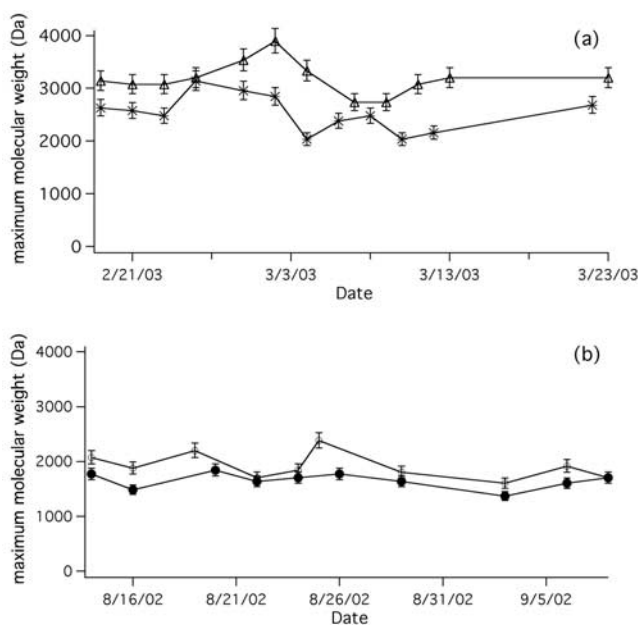 (a)
maximum molecular weight (Da)
4000
3000
2000
1000
0
2/21/03 3/3/03 3/13/03 3/23/03
Date
(b)
maximum molecular weight (Da)
4000
3000
2000
1000
0
8/16/02 8/21/02 8/26/02 8/31/02 9/5/02
Date